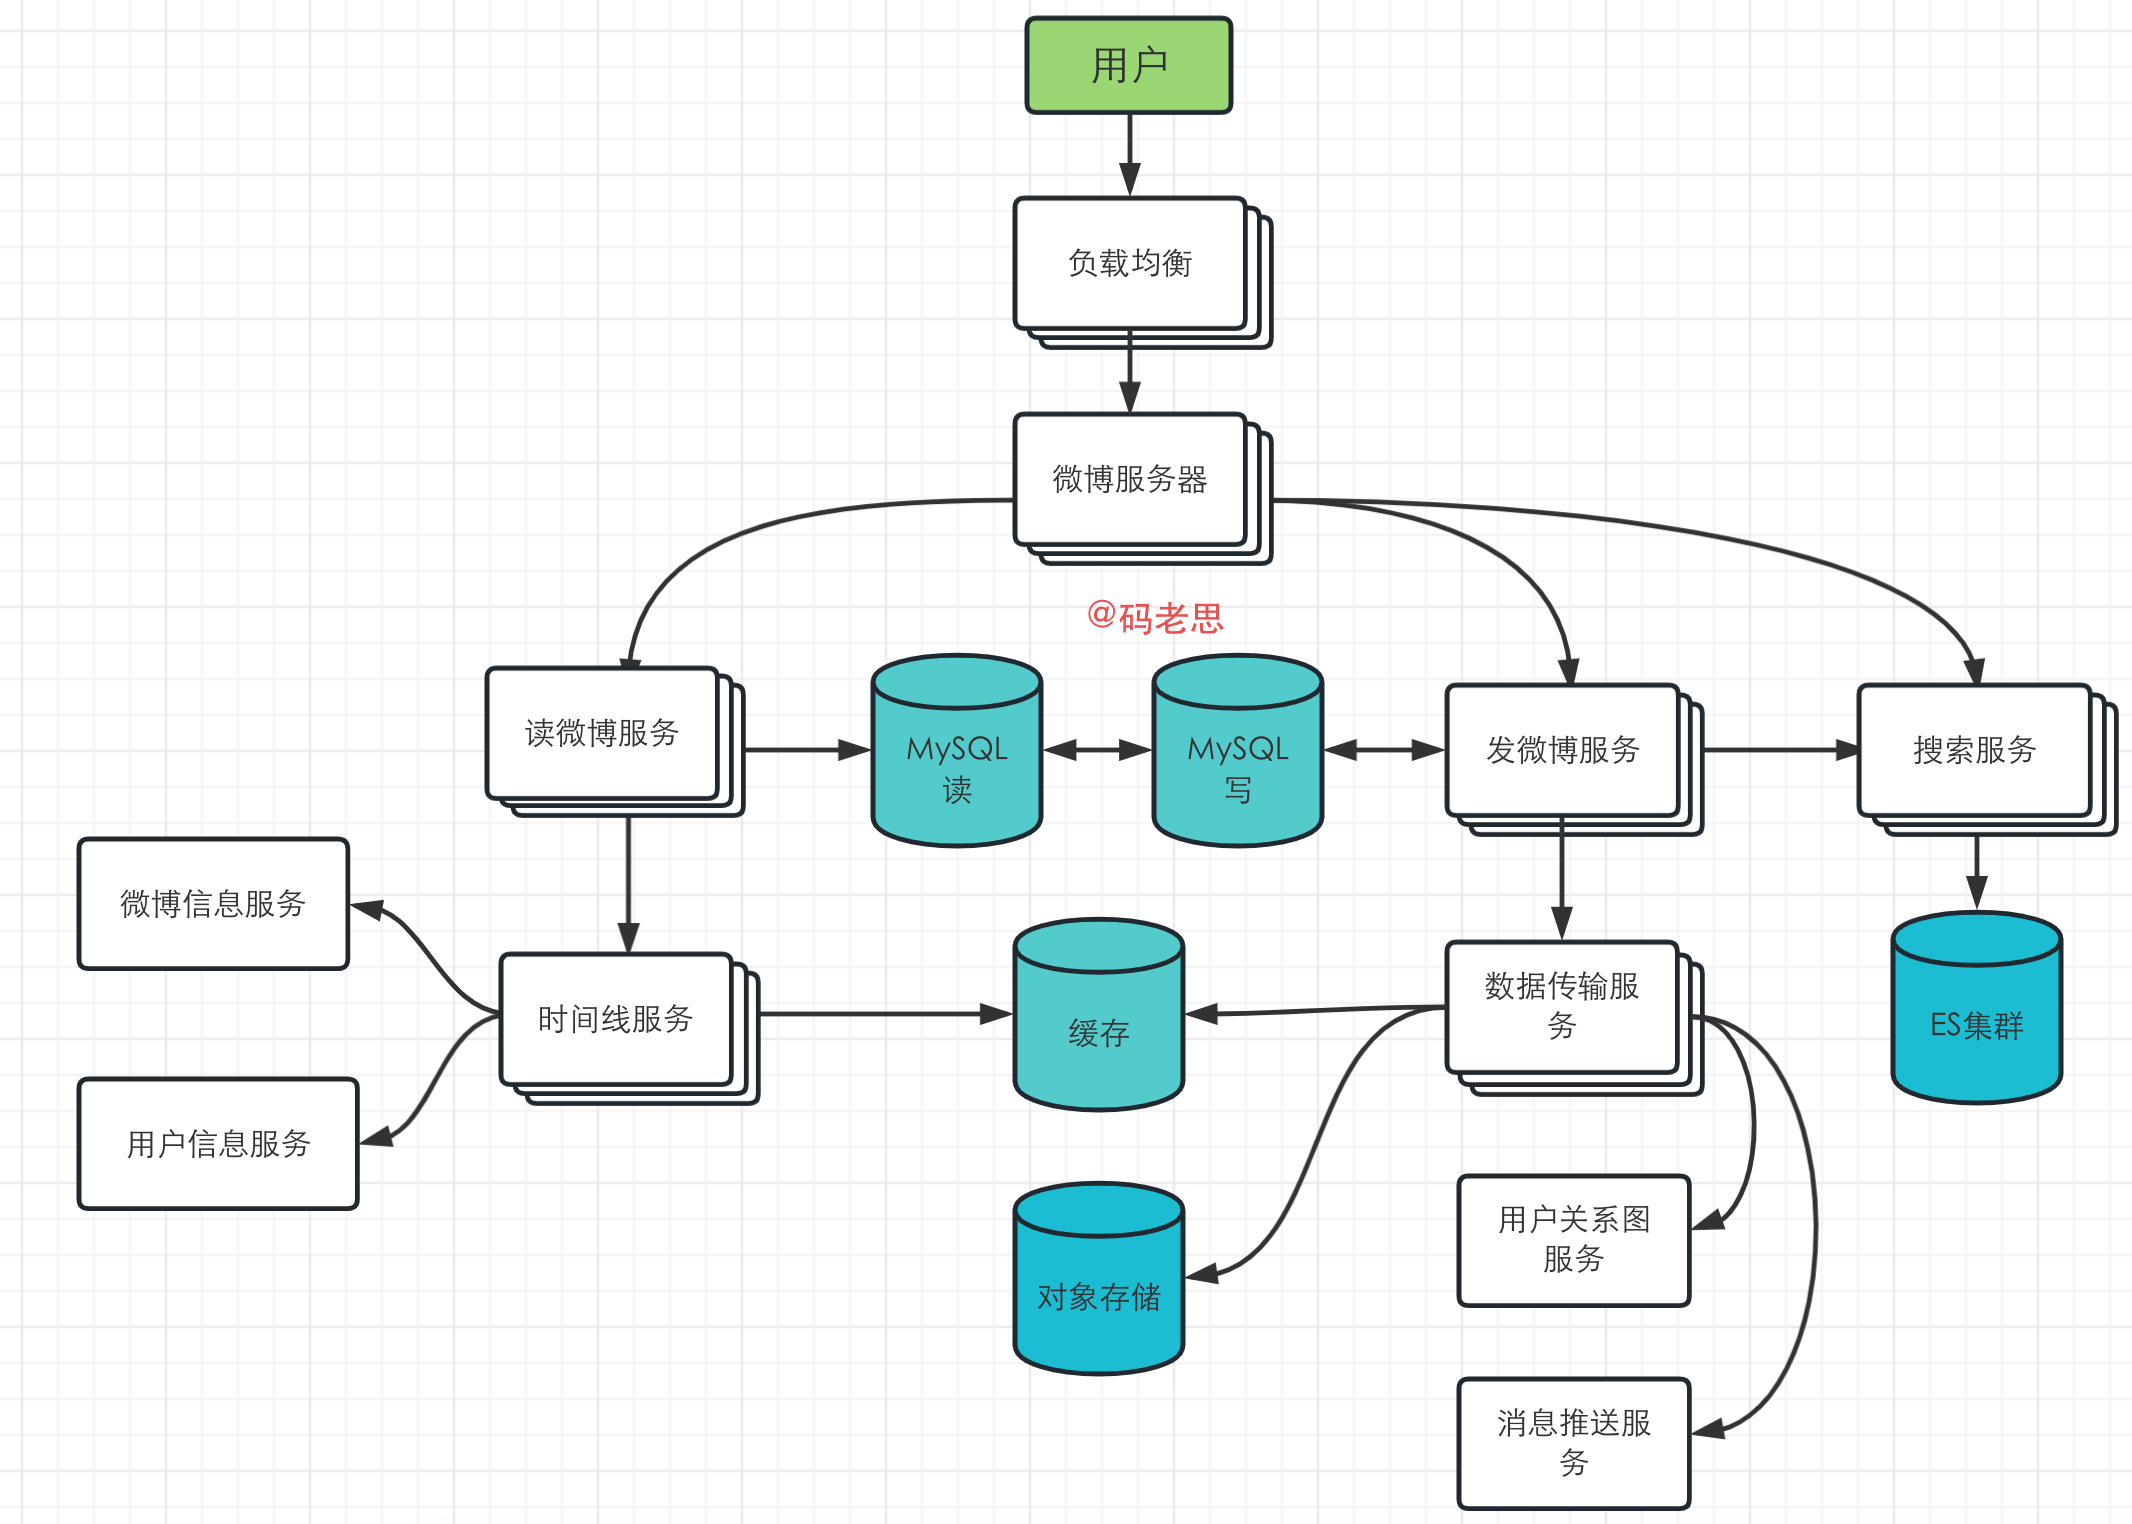 用户
负载均衡
微博服务器
@码老思
读微博服务
MySQL
读
MySQL
写
发微博服务
搜索服务
微博信息服务
时间线服务
缓存
数据传输服
务
ES集群
用户信息服务
对象存储
用户关系图
服务
消息推送服
务